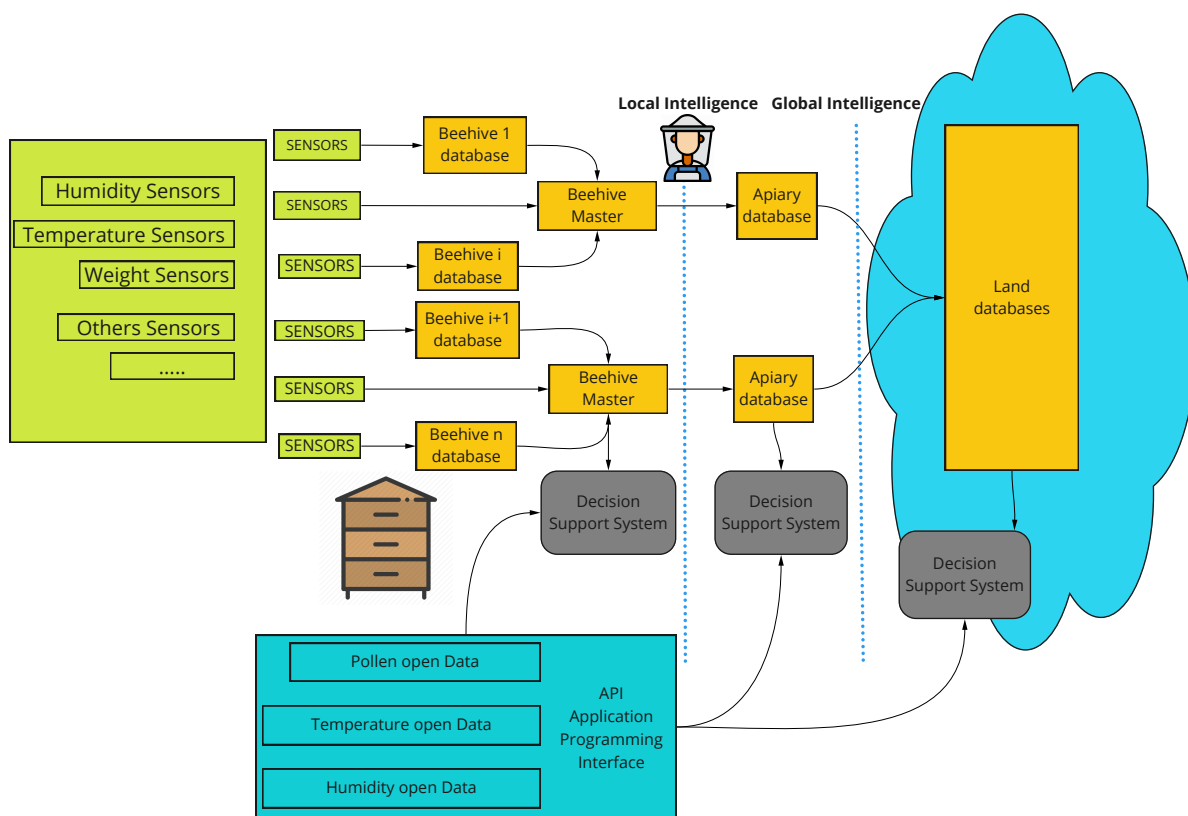 Local Intelligence
Global Intelligence
Humidity Sensors
Temperature Sensors
Weight Sensors
Others Sensors
.....
SENSORS
Beehive 1
database
SENSORS
Beehive
Master
Apiary
database
SENSORS
Beehive i
database
SENSORS
Beehive i+1
database
SENSORS
Beehive
Master
Apiary
database
SENSORS
Beehive n
database
Land
databases
Decision
Support System
Decision
Support System
Decision
Support System
Pollen open Data
Temperature open Data
Humidity open Data
API
Application
Programming
Interface